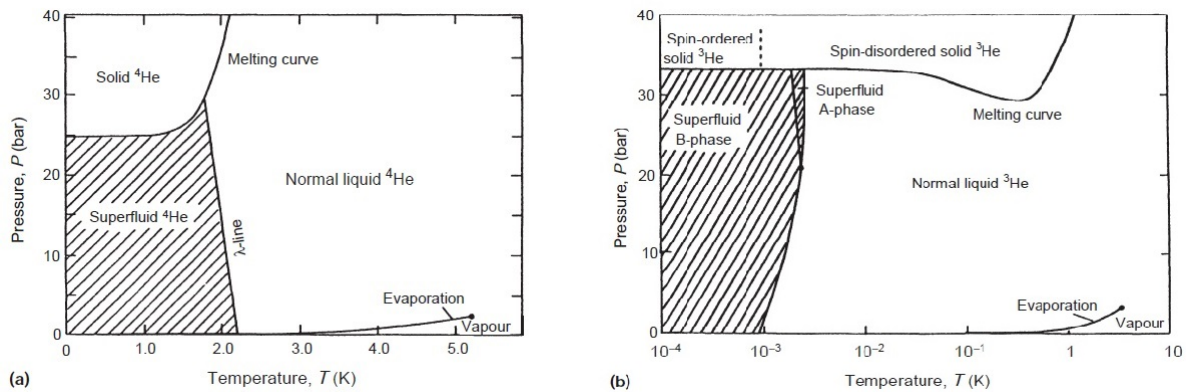 40
30
20
10
0
Pressure, P (bar)
Solid ⁴He
Melting curve
Normal liquid ⁴He
Superfluid ⁴He
λ-line
Evaporation
Vapour
0
1.0
2.0
3.0
4.0
5.0
Temperature, T (K)
(a)
40
30
20
10
0
Pressure, P (bar)
Spin-ordered
solid ³He
Spin-disordered solid ³He
Superfluid
A-phase
Melting curve
Superfluid
B-phase
Normal liquid ³He
Evaporation
Vapour
10⁻⁴
10⁻³
10⁻²
10⁻¹
1
10
Temperature, T (K)
(b)